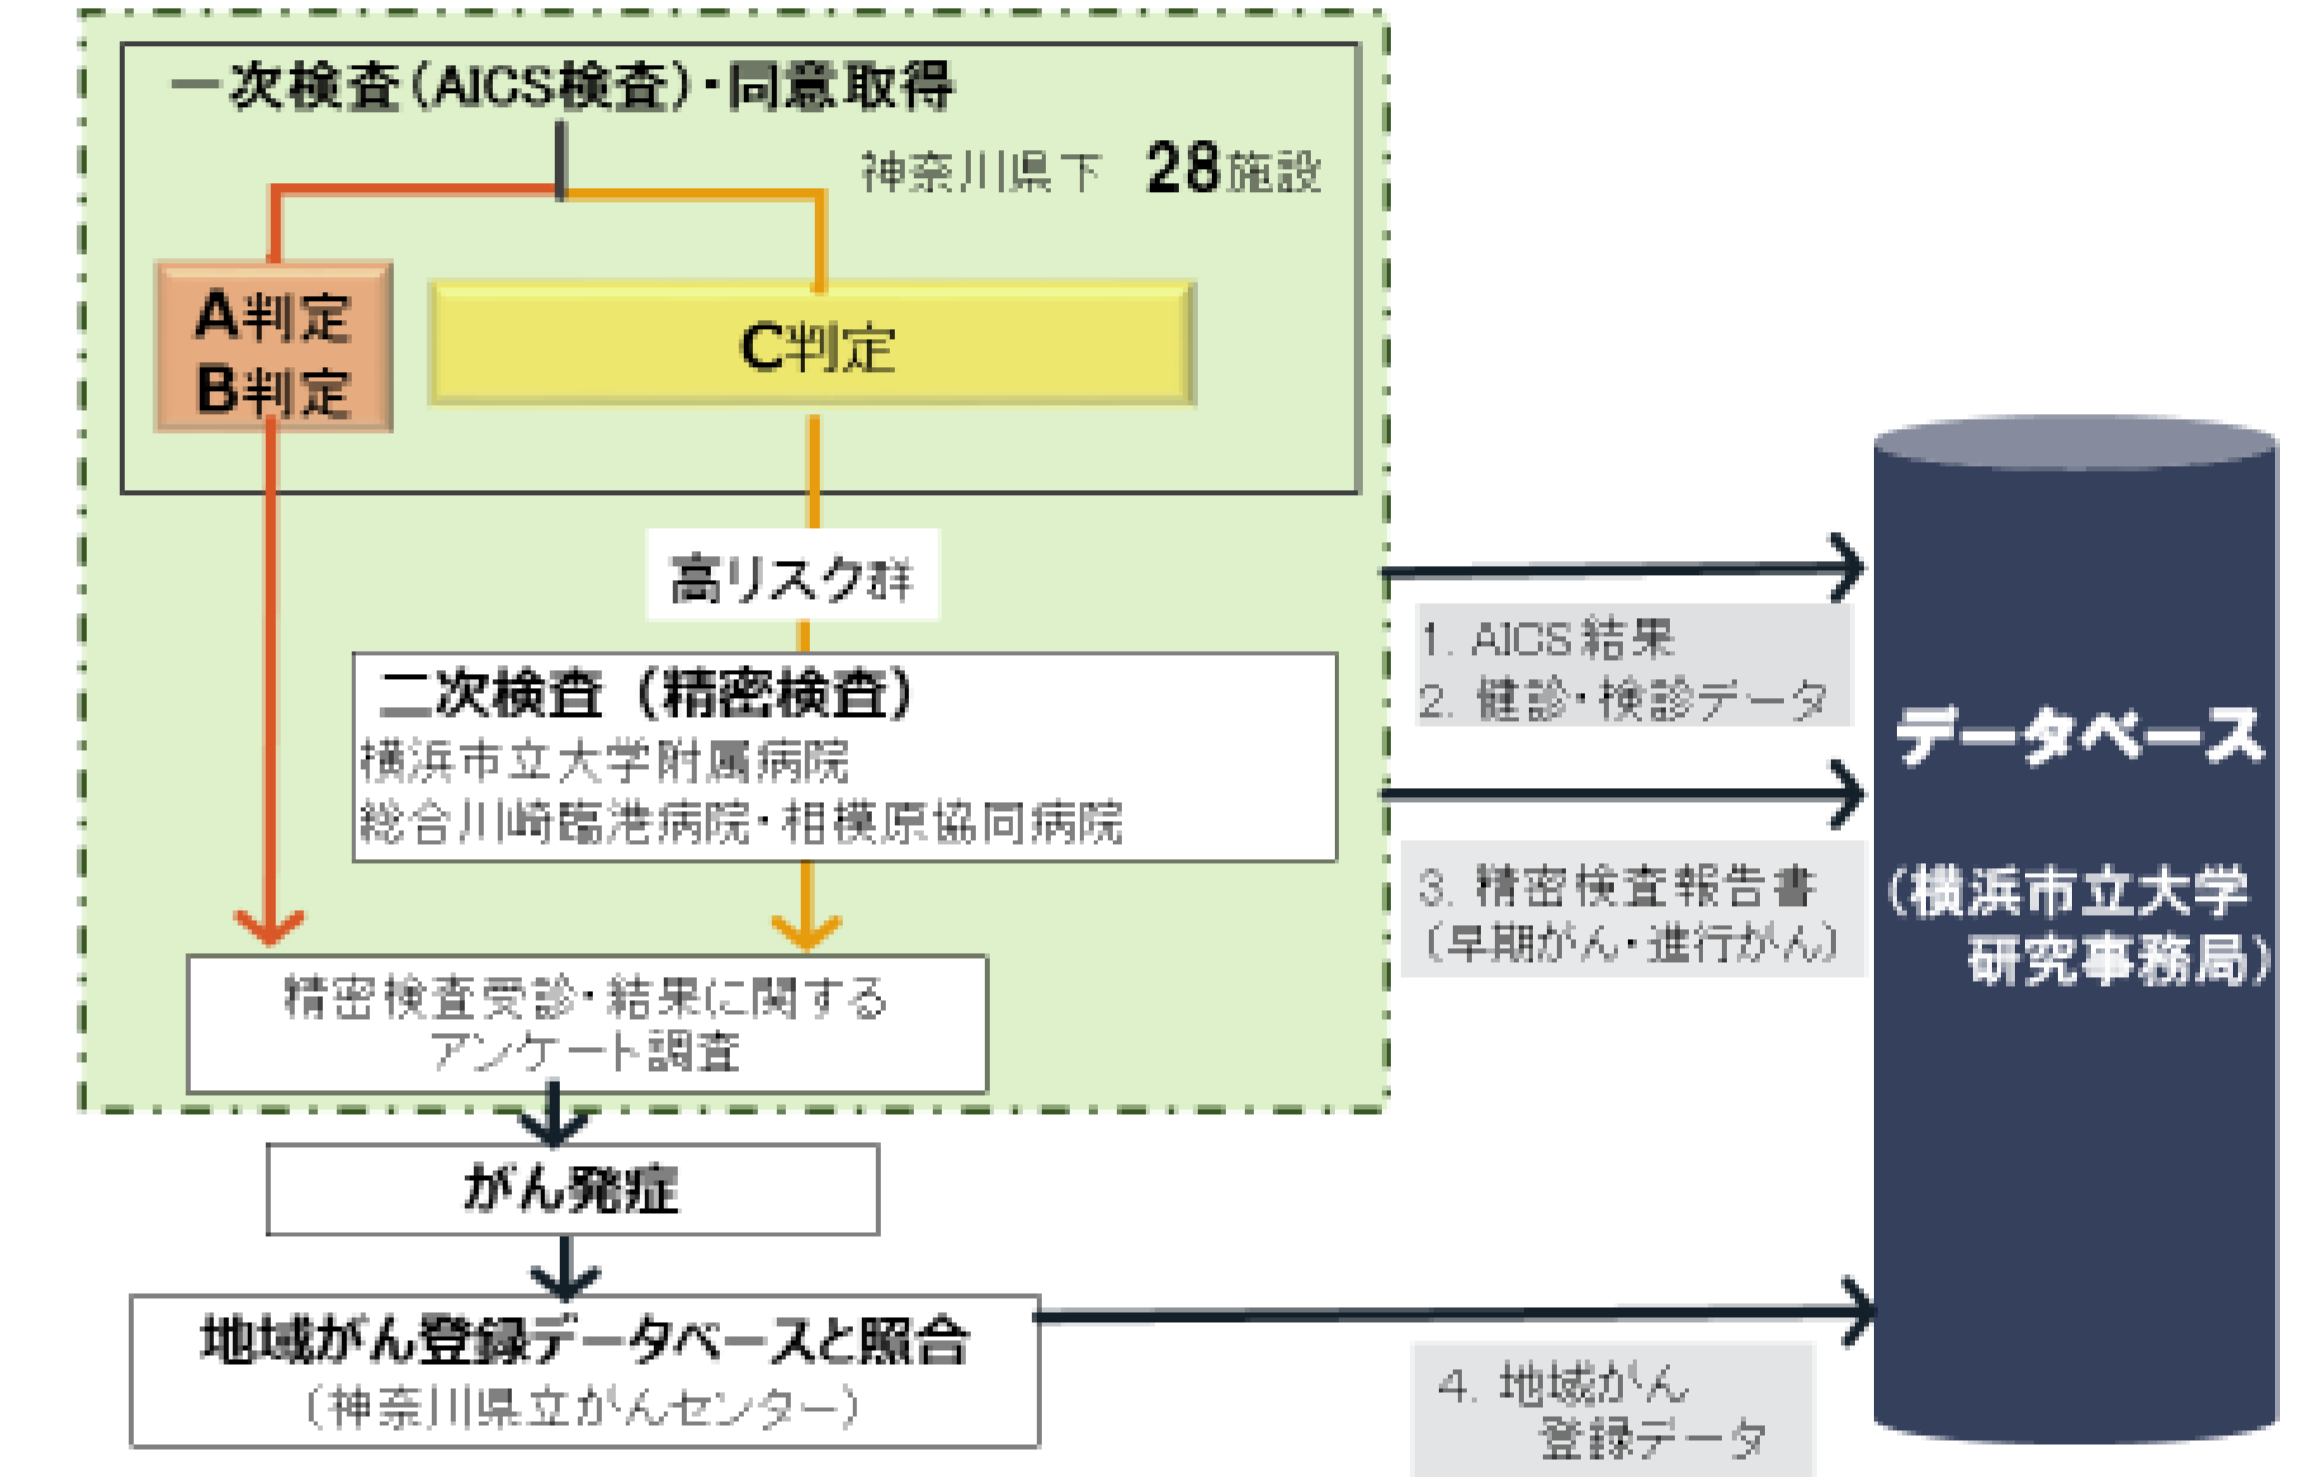 一次検査(AICS検査)・同意取得
神奈川県下 28施設
A判定
B判定
C判定
高リスク群
二次検査（精密検査）
横浜市立大学附属病院
総合川崎臨港病院・相模原協同病院
精密検査受診・結果に関する
アンケート調査
がん発症
地域がん登録データベースと照合
（神奈川県立がんセンター）
1. AICS結果
2. 健診・検診データ
3. 精密検査報告書
（早期がん・進行がん）
4. 地域がん
登録データ
データベース
（横浜市立大学
研究事務局）